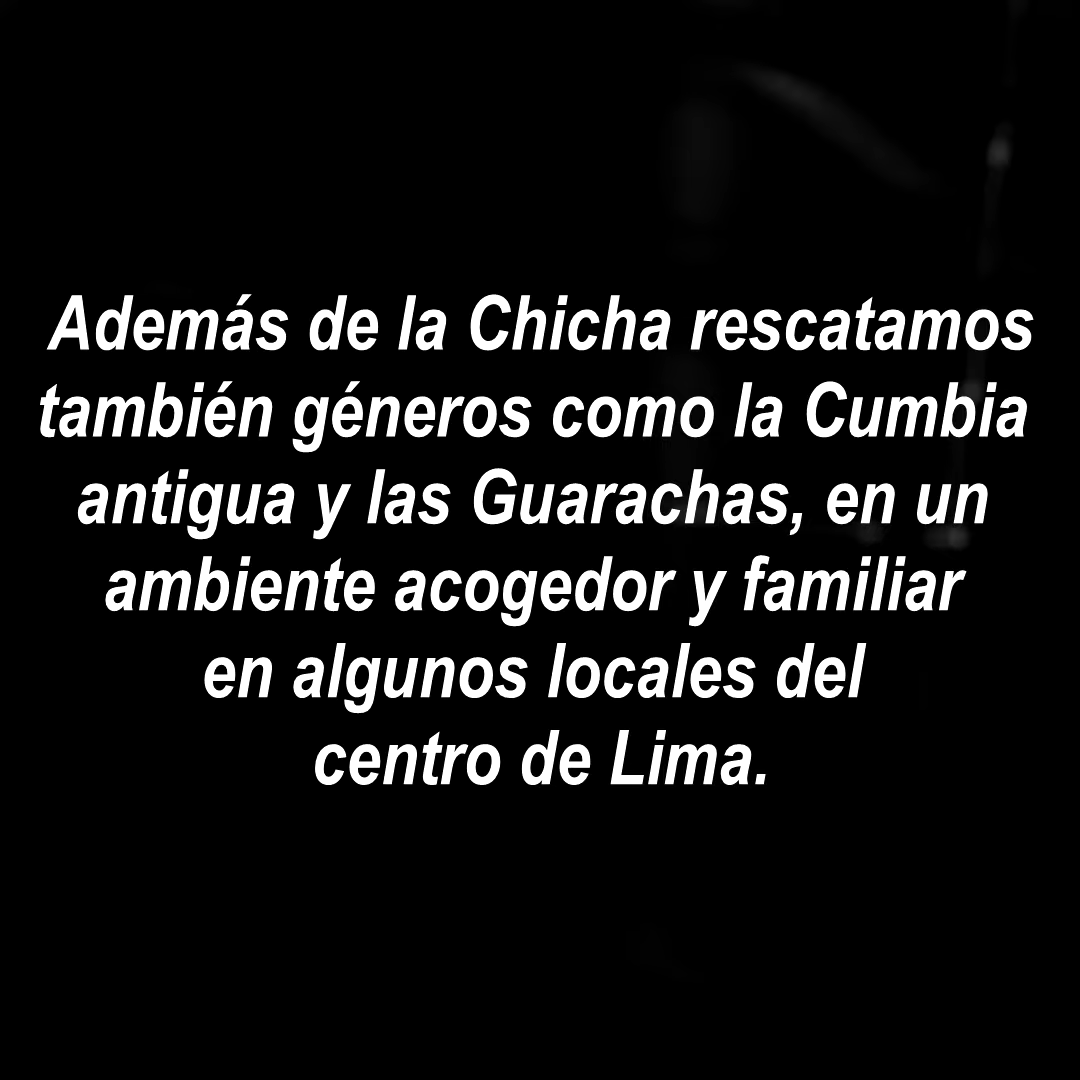 Además de la Chicha rescatamos
también géneros como la Cumbia
antigua y las Guarachas, en un
ambiente acogedor y familiar
en algunos locales del
centro de Lima.